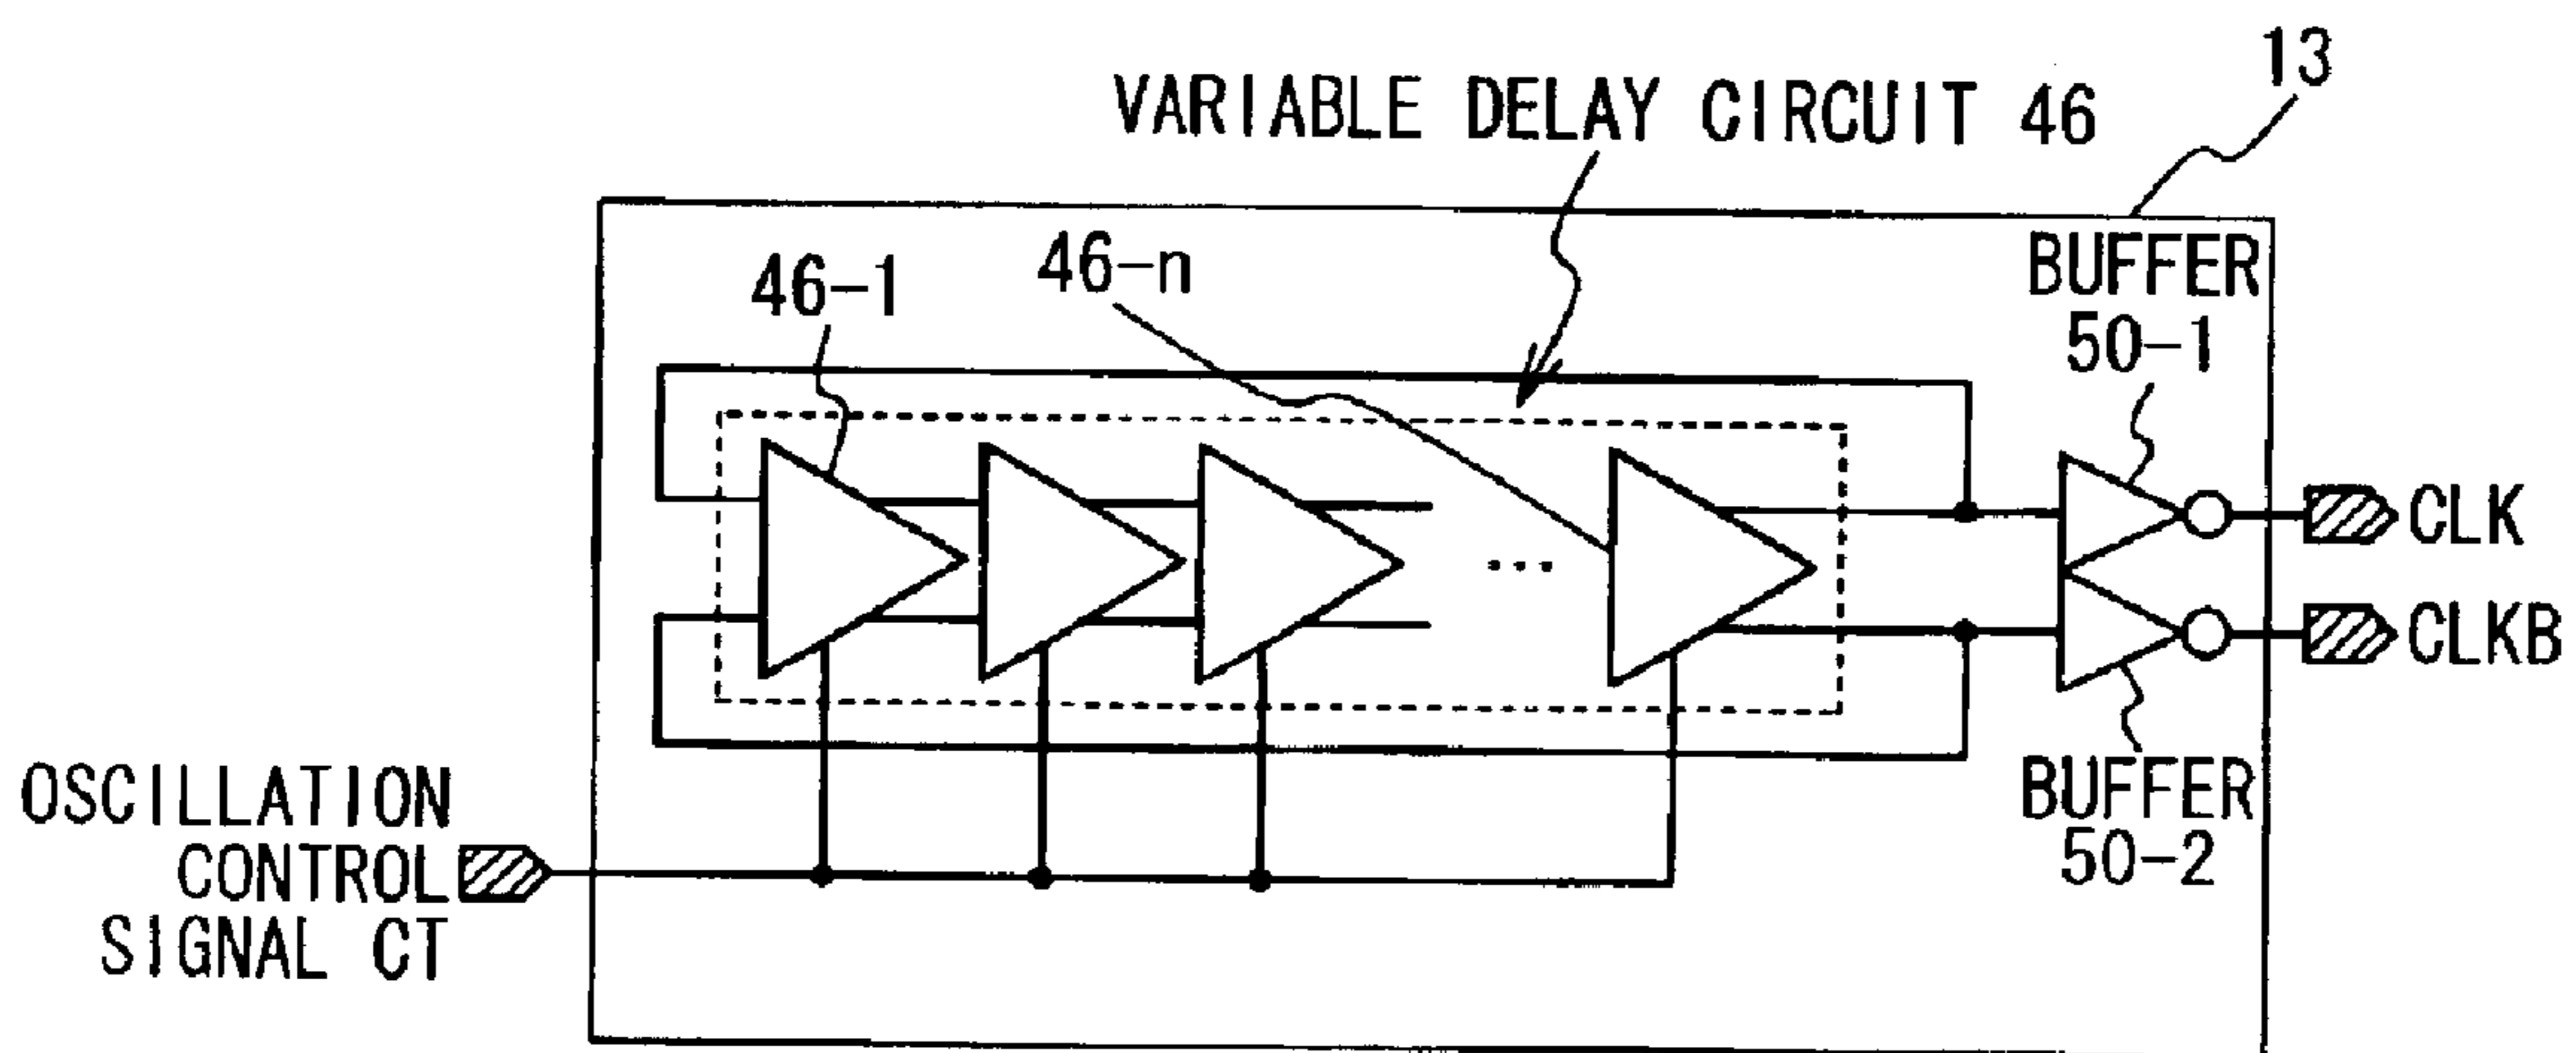 13
VARIABLE DELAY CIRCUIT 46
46-1
46-n
BUFFER
50-1
...
CLK
CLKB
BUFFER
50-2
OSCILLATION
CONTROL
SIGNAL CT